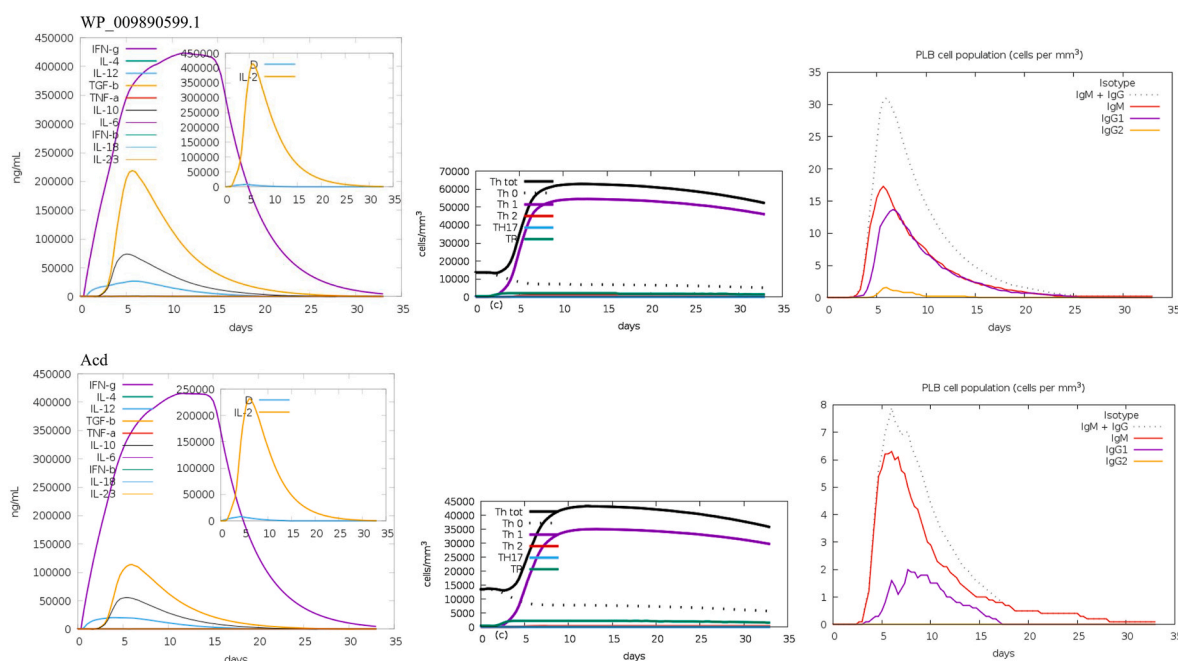 WP_009890599.1
450000
400000
350000
300000
250000
200000
150000
100000
50000
0
ng/mL
IFN-g
IL-4
IL-12
TGF-b
TNF-a
IL-10
IL-6
IFN-b
IL-18
IL-23
0 5 10 15 20 25 30 35
days
450000
400000
350000
300000
250000
200000
150000
100000
50000
0
D
IL-2
0 5 10 15 20 25 30 35
70000
60000
50000
40000
30000
20000
10000
0
cells/mm³
Th tot
Th 0
Th 1
Th 2
TH17
TR
(c)
0 5 10 15 20 25 30 35
days
PLB cell population (cells per mm³)
35
30
25
20
15
10
5
0
Isotype
IgM + IgG
IgM
IgG1
IgG2
0 5 10 15 20 25 30 35
days
Acd
450000
400000
350000
300000
250000
200000
150000
100000
50000
0
ng/mL
IFN-g
IL-4
IL-12
TGF-b
TNF-a
IL-10
IL-6
IFN-b
IL-18
IL-23
0 5 10 15 20 25 30 35
days
250000
200000
150000
100000
50000
0
D
IL-2
0 5 10 15 20 25 30 35
45000
40000
35000
30000
25000
20000
15000
10000
5000
0
cells/mm³
Th tot
Th 0
Th 1
Th 2
TH17
TR
(c)
0 5 10 15 20 25 30 35
days
PLB cell population (cells per mm³)
8
7
6
5
4
3
2
1
0
Isotype
IgM + IgG
IgM
IgG1
IgG2
0 5 10 15 20 25 30 35
days